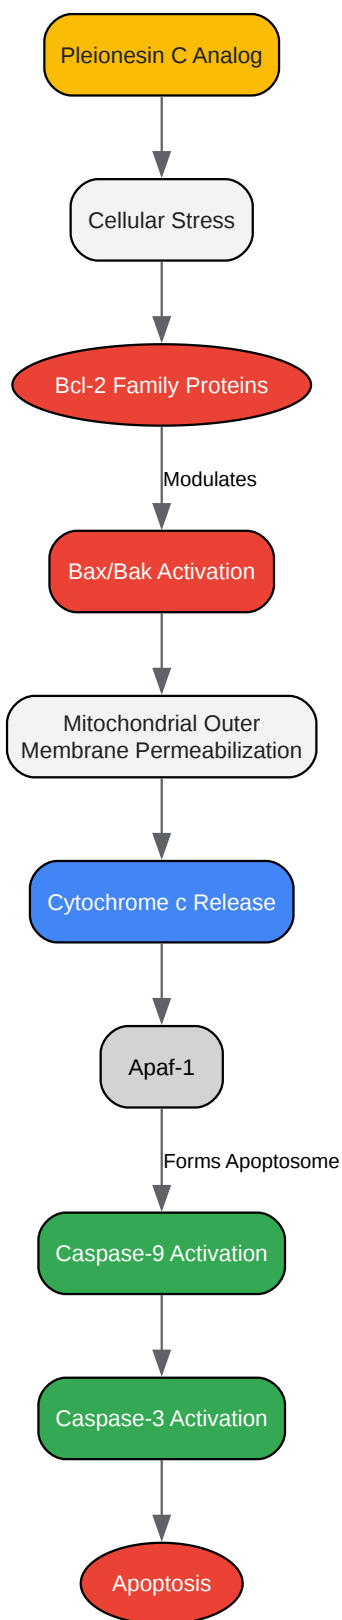 Pleionesin C Analog
Cellular Stress
Bcl-2 Family Proteins
Modulates
Bax/Bak Activation
Mitochondrial Outer
Membrane Permeabilization
Cytochrome c Release
Apaf-1
Forms Apoptosome
Caspase-9 Activation
Caspase-3 Activation
Apoptosis